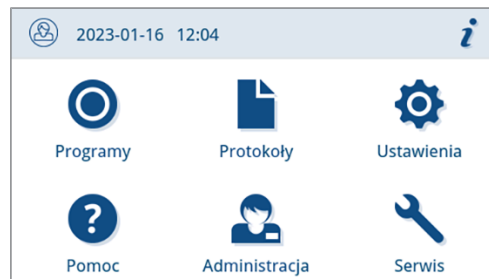 2023-01-16 12:04 i
Programy Protokoły Ustawienia
? 
Pomoc Administracja Serwis